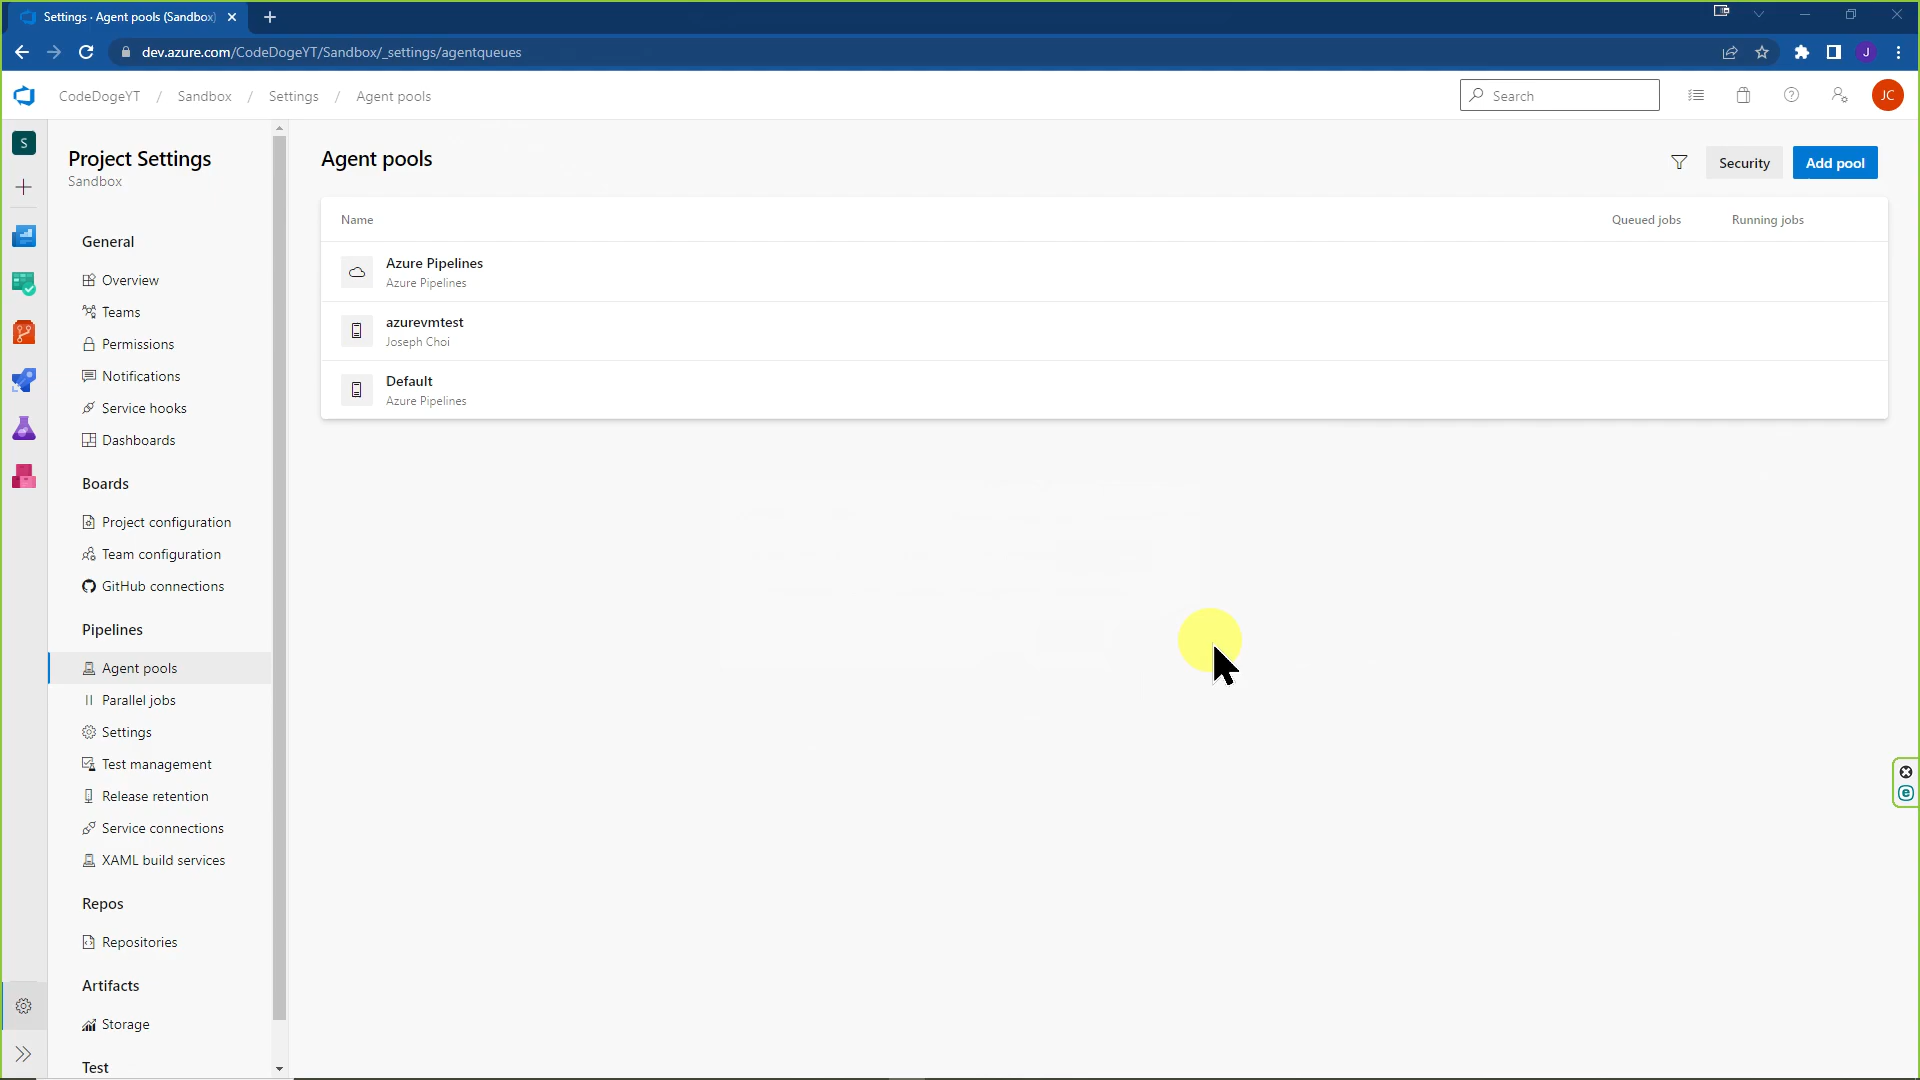 Settings · Agent pools (Sandbox)
dev.azure.com/CodeDogeYT/Sandbox/_settings/agentqueues
J
CodeDogeYT / Sandbox / Settings / Agent pools
Search
JC
S
Project Settings
Sandbox
General
Overview
Teams
Permissions
Notifications
Service hooks
Dashboards
Boards
Project configuration
Team configuration
GitHub connections
Pipelines
Agent pools
Parallel jobs
Settings
Test management
Release retention
Service connections
XAML build services
Repos
Repositories
Artifacts
Storage
Test
Agent pools
Security
Add pool
Name Queued jobs Running jobs
Azure Pipelines
Azure Pipelines
azurevmtest
Joseph Choi
Default
Azure Pipelines